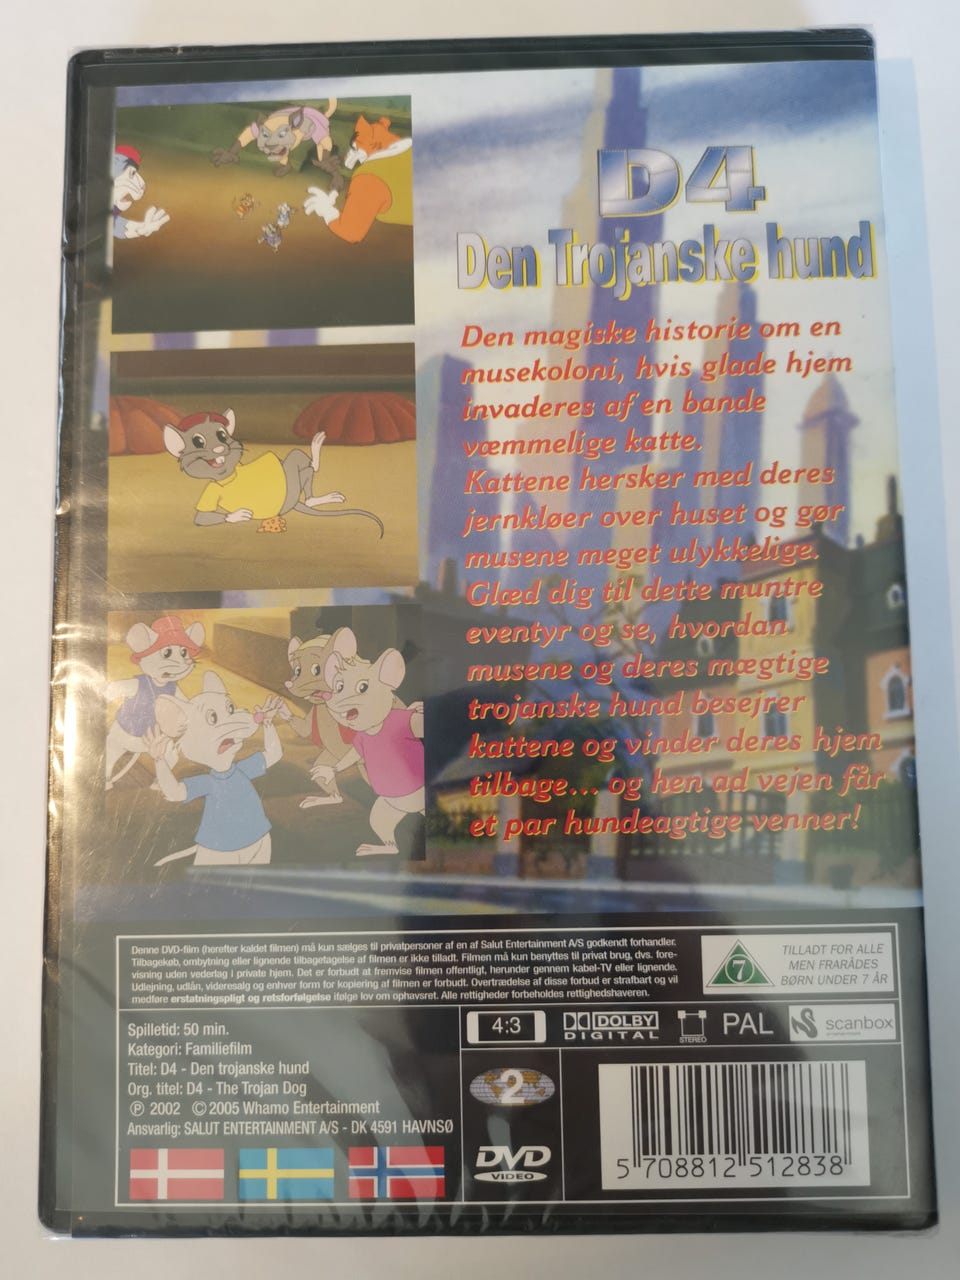 D4
Den Trojanske hund
Den magiske historie om en
musekoloni, hvis glade hjem
invaderes af en bande
væmmelige katte.
Kattene hersker med deres
jernkløer over huset og gør
musene meget ulykkelige.
Glæd dig til dette muntre
eventyr og se, hvordan
musene og deres mægtige
trojanske hund besejrer
kattene og vinder deres hjem
tilbage... og hen ad vejen får
et par hundeagtige venner!
Denne DVD-film (herefter kaldet filmen) må kun sælges til privatpersoner af en af Salut Entertainment A/S godkendt forhandler.
Tilbagekøb, ombytning eller lignende tilbagetagelse af filmen er ikke tilladt. Filmen må kun benyttes til privat brug, dvs. fore-
visning uden vederlag i private hjem. Det er forbudt at fremvise filmen offentligt, herunder gennem kabel-TV eller lignende.
Udlejning, udlån, videresalg og enhver form for kopiering af filmen er forbudt. Overtrædelse af disse forbud er strafbart og vil
medføre erstatningspligt og retsforfølgelse ifølge lov om ophavsret. Alle rettigheder forbeholdes rettighedshaveren.
7
TILLADT FOR ALLE
MEN FRARÅDES
BØRN UNDER 7 ÅR
Spilletid: 50 min.
Kategori: Familiefilm
Titel: D4 - Den trojanske hund
Org. titel: D4 - The Trojan Dog
Ⓟ 2002 ©2005 Whamo Entertainment
Ansvarlig: SALUT ENTERTAINMENT A/S - DK 4591 HAVNSØ
4:3
DOLBY
DIGITAL
STEREO
PAL
scanbox
2
DVD
VIDEO
5 708812 512838